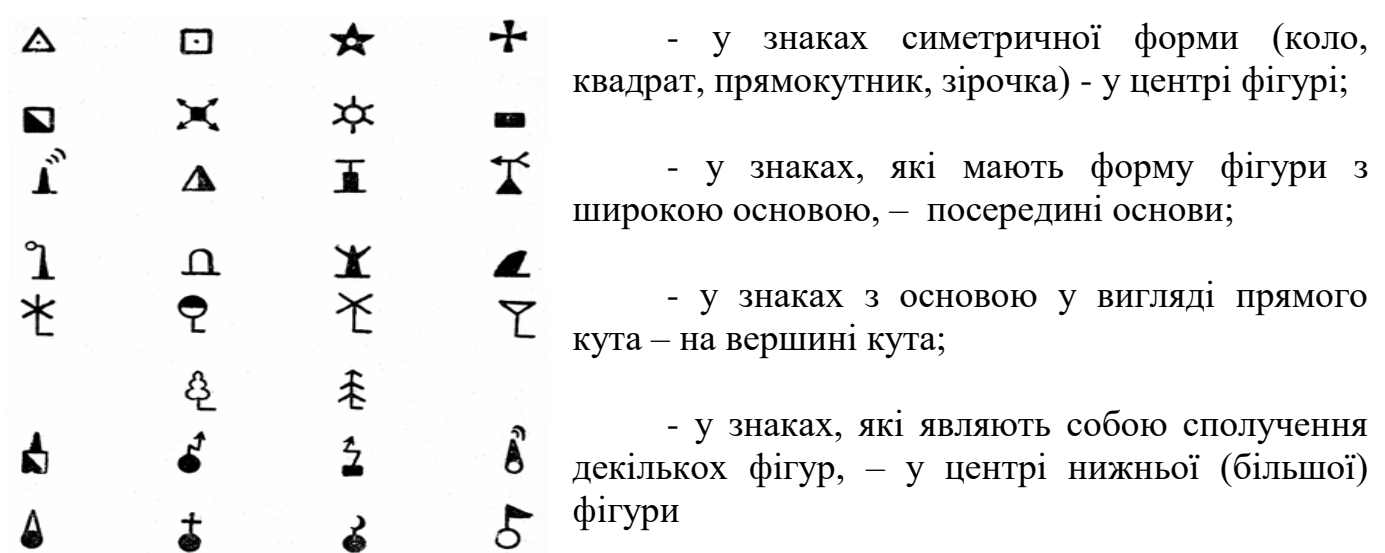 - у знаках симетричної форми (коло,
квадрат, прямокутник, зірочка) - у центрі фігурі;
- у знаках, які мають форму фігури з
широкою основою, – посередині основи;
- у знаках з основою у вигляді прямого
кута – на вершині кута;
- у знаках, які являють собою сполучення
декількох фігур, – у центрі нижньої (більшої)
фігури